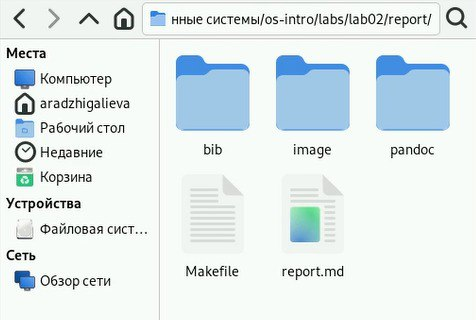 нные системы/os-intro/labs/lab02/report/
Места
Компьютер
aradzhigalieva
Рабочий стол
Недавние
Корзина
Устройства
Файловая сист...
Сеть
Обзор сети
bib
image
pandoc
Makefile
report.md